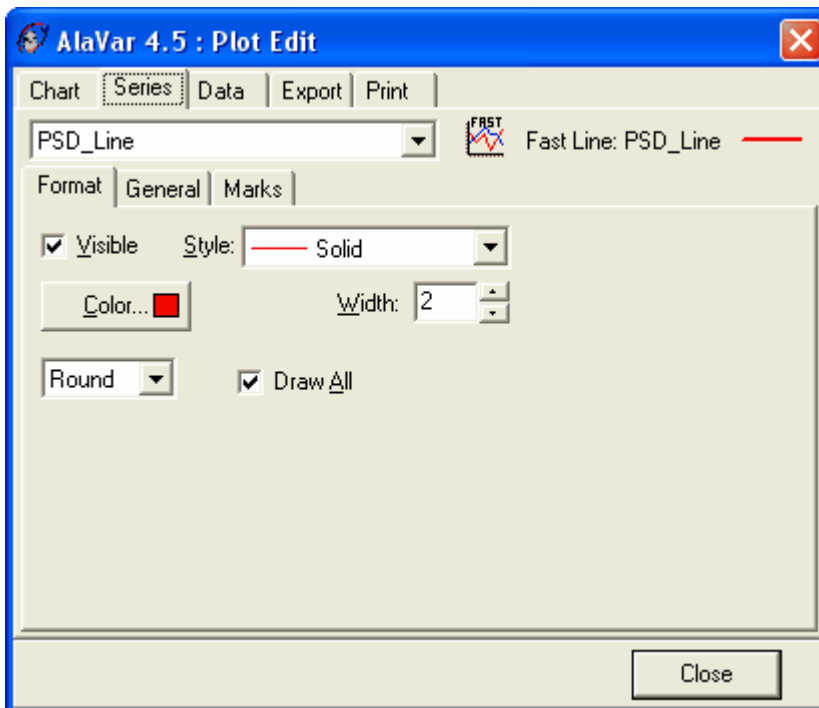 AlaVar 4.5 : Plot Edit
Chart Series Data Export Print
PSD_Line FAST Fast Line: PSD_Line
Format General Marks
Visible Style: Solid
Color... Width: 2
Round Draw All
Close